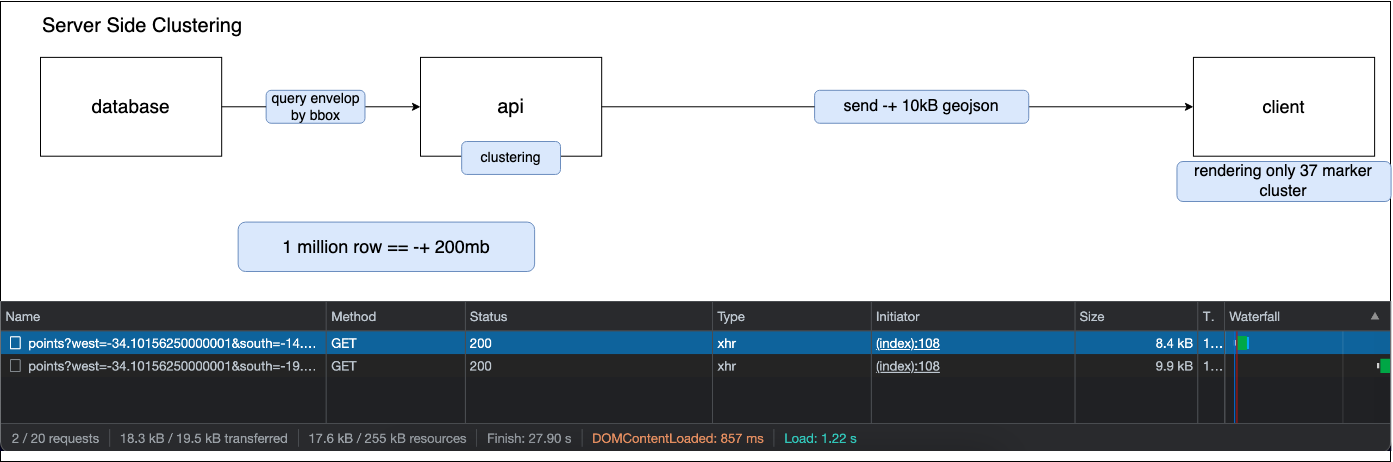 Server Side Clustering
database
query envelop
by bbox
api
clustering
send -+ 10kB geojson
client
rendering only 37 marker
cluster
1 million row == -+ 200mb
Name Method Status Type Initiator Size T. Waterfall
points?west=-34.10156250000001&south=-14.... GET 200 xhr (index):108 8.4 kB 1...
points?west=-34.10156250000001&south=-19.... GET 200 xhr (index):108 9.9 kB 1...
2 / 20 requests 18.3 kB / 19.5 kB transferred 17.6 kB / 255 kB resources Finish: 27.90 s DOMContentLoaded: 857 ms Load: 1.22 s